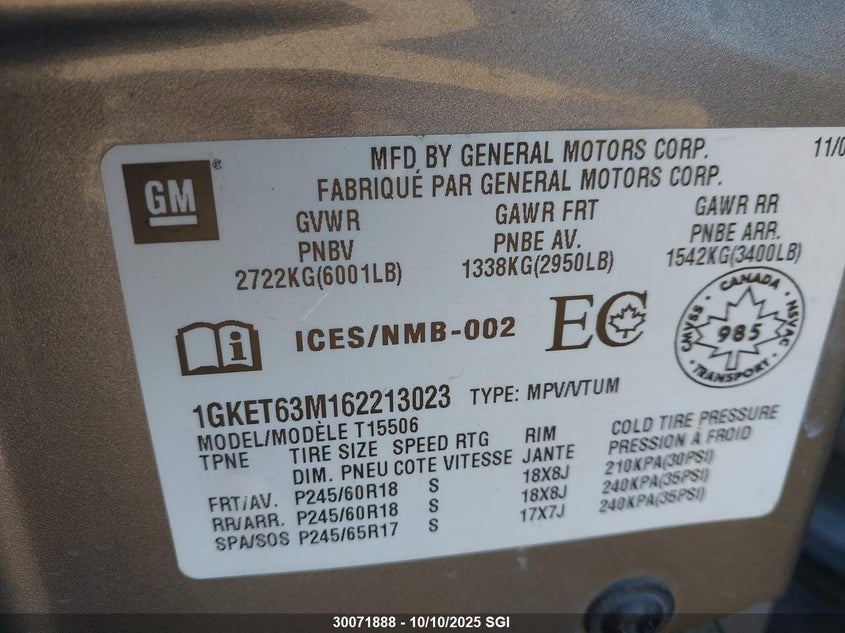 MFD BY GENERAL MOTORS CORP. 11/0
FABRIQUÉ PAR GENERAL MOTORS CORP.
GM ®
GVWR GAWR FRT GAWR RR
PNBV PNBE AV. PNBE ARR.
2722KG(6001LB) 1338KG(2950LB) 1542KG(3400LB)
i ICES/NMB-002 EC
CANADA
CMVSS 985 NSVAC
TRANSPORT
1GKET63M162213023 TYPE: MPV/VTUM
MODEL/MODÈLE T15506
TPNE TIRE SIZE SPEED RTG RIM COLD TIRE PRESSURE
DIM. PNEU COTE VITESSE JANTE PRESSION À FROID
FRT/AV. P245/60R18 S 18X8J 210KPA(30PSI)
RR/ARR. P245/60R18 S 18X8J 240KPA(35PSI)
SPA/SOS P245/65R17 S 17X7J 240KPA(35PSI)
30071888 - 10/10/2025 SGI